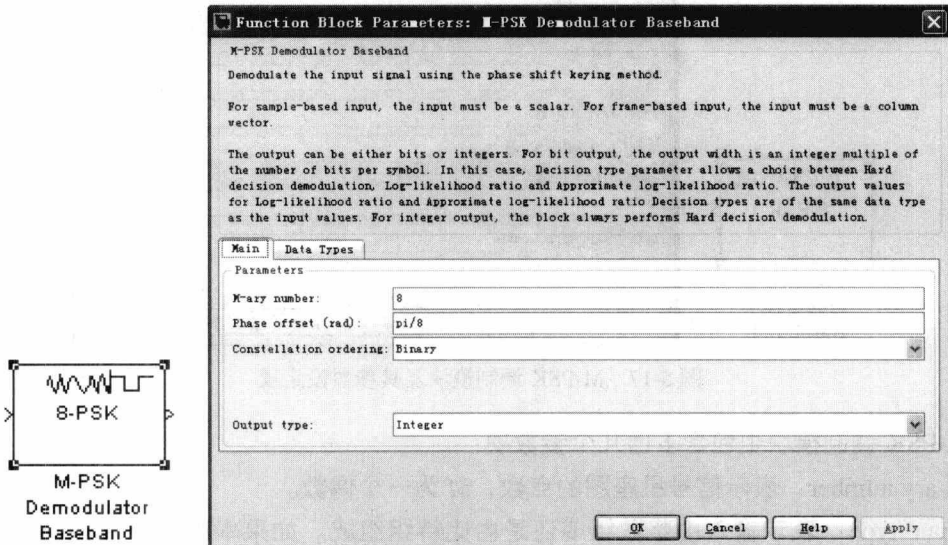 Function Block Parameters: M-PSK Demodulator Baseband
M-PSK Demodulator Baseband
Demodulate the input signal using the phase shift keying method.
For sample-based input, the input must be a scalar. For frame-based input, the input must be a column
vector.
The output can be either bits or integers. For bit output, the output width is an integer multiple of
the number of bits per symbol. In this case, Decision type parameter allows a choice between Hard
decision demodulation, Log-likelihood ratio and Approximate log-likelihood ratio. The output values
for Log-likelihood ratio and Approximate log-likelihood ratio Decision types are of the same data type
as the input values. For integer output, the block always performs Hard decision demodulation.
Main Data Types
Parameters
M-ary number: 8
Phase offset (rad): pi/8
Constellation ordering: Binary
Output type: Integer
OK Cancel Help Apply
8-PSK
M-PSK
Demodulator
Baseband